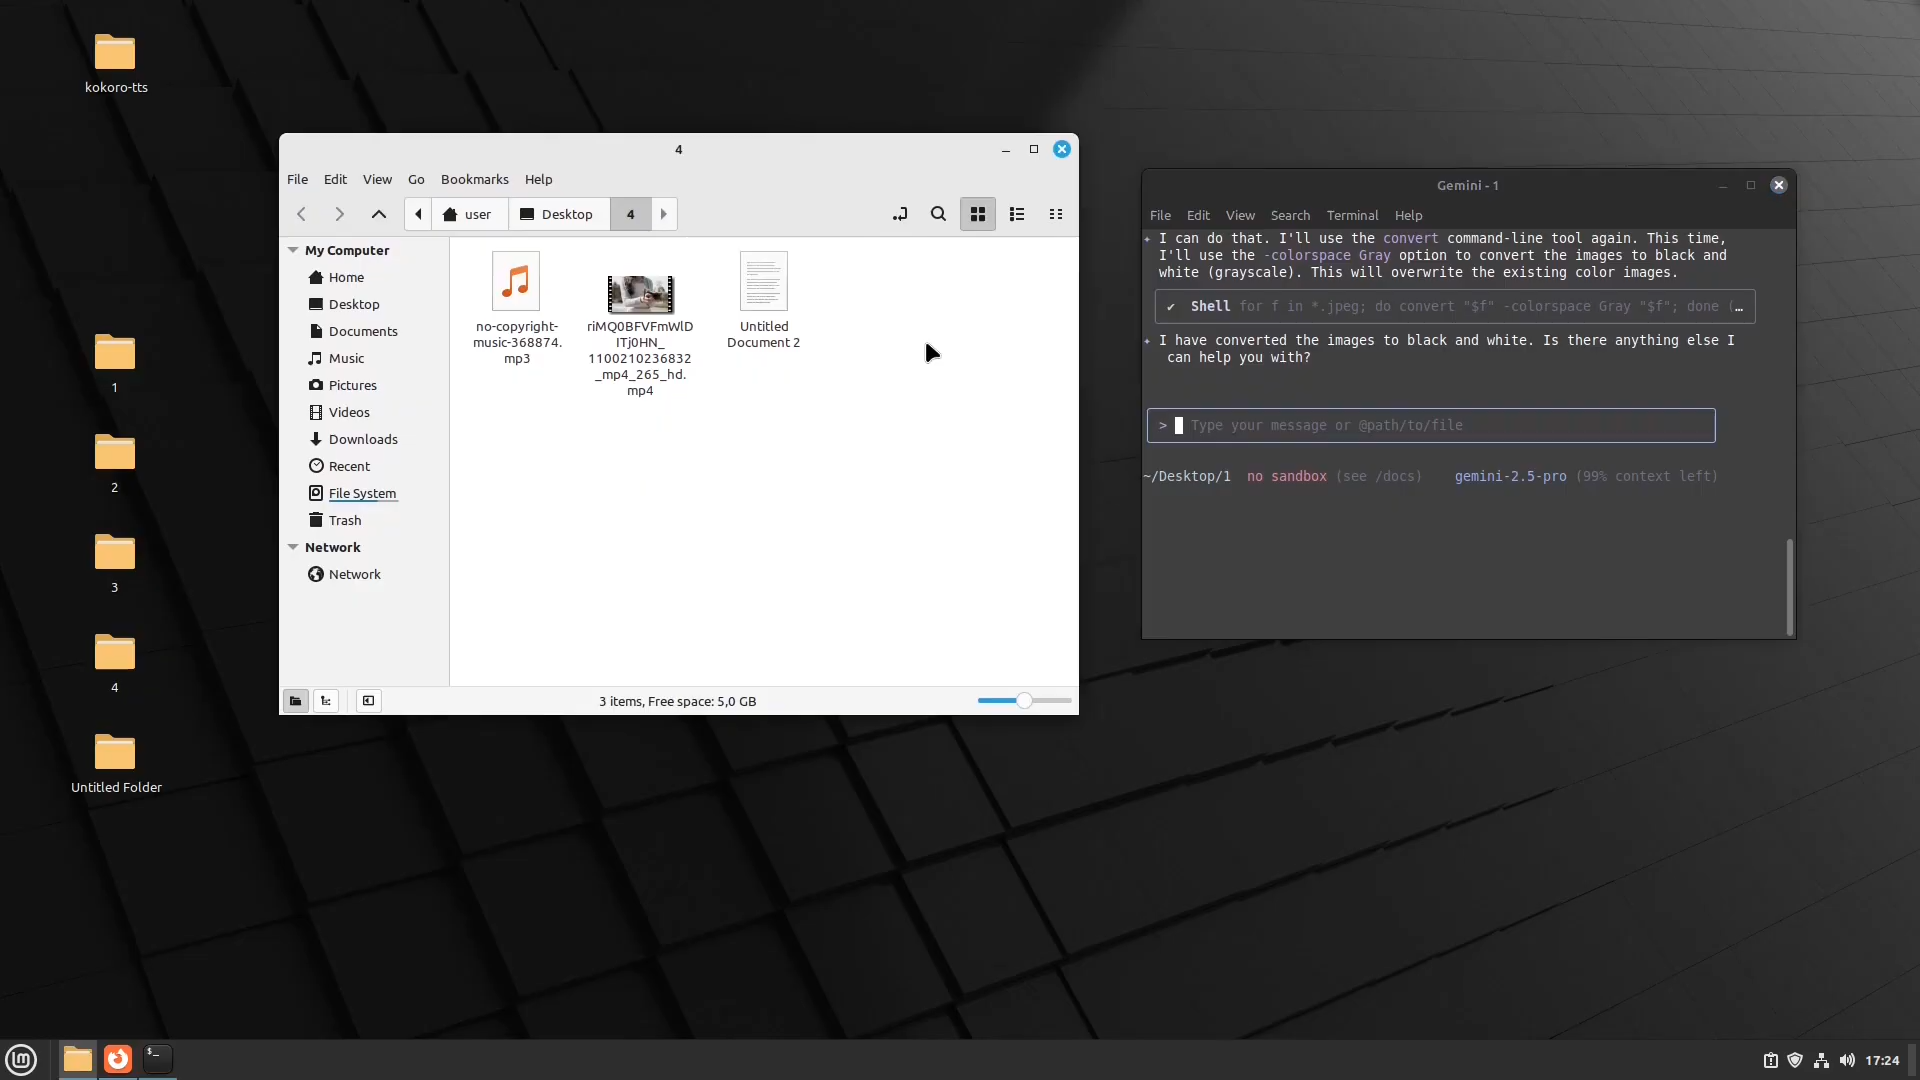 kokoro-tts
1
2
3
4
Untitled Folder
4
File Edit View Go Bookmarks Help
user Desktop 4
My Computer
Home
Desktop
Documents
Music
Pictures
Videos
Downloads
Recent
File System
Trash
Network
Network
no-copyright-
music-368874.
mp3
riMQ0BFVFmWlD
ITj0HN_
1100210236832
_mp4_265_hd.
mp4
Untitled
Document 2
3 items, Free space: 5,0 GB
Gemini - 1
File Edit View Search Terminal Help
✦ I can do that. I'll use the convert command-line tool again. This time,
I'll use the -colorspace Gray option to convert the images to black and
white (grayscale). This will overwrite the existing color images.
✔ Shell for f in *.jpeg; do convert "$f" -colorspace Gray "$f"; done (…
✦ I have converted the images to black and white. Is there anything else I
can help you with?
> Type your message or @path/to/file
~/Desktop/1 no sandbox (see /docs) gemini-2.5-pro (99% context left)
lm
$_
17:24